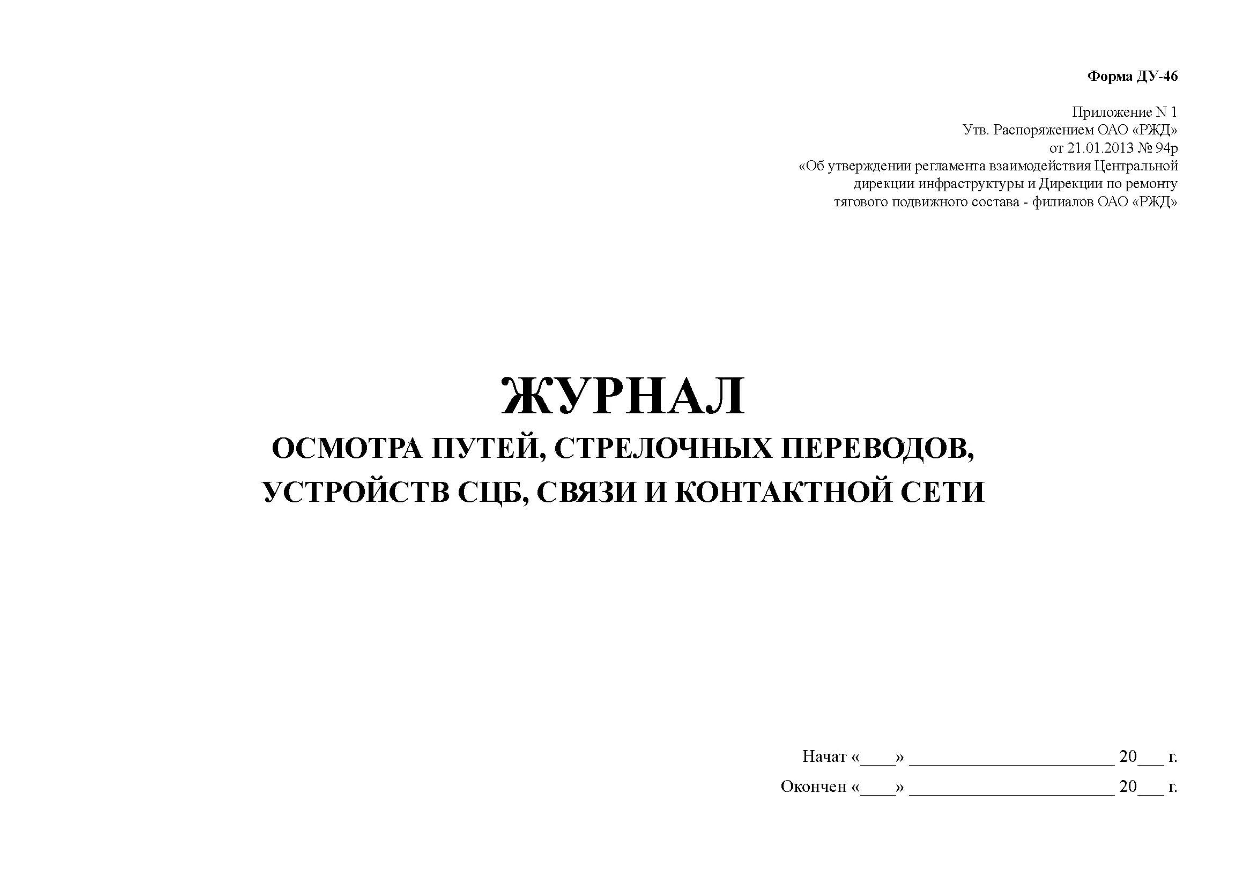 Форма ДУ-46
Приложение N 1
Утв. Распоряжением ОАО «РЖД»
от 21.01.2013 № 94р
«Об утверждении регламента взаимодействия Центральной
дирекции инфраструктуры и Дирекции по ремонту
тягового подвижного состава - филиалов ОАО «РЖД»
ЖУРНАЛ
ОСМОТРА ПУТЕЙ, СТРЕЛОЧНЫХ ПЕРЕВОДОВ,
УСТРОЙСТВ СЦБ, СВЯЗИ И КОНТАКТНОЙ СЕТИ
Начат «____» ________________________ 20___ г.
Окончен «____» ________________________ 20___ г.